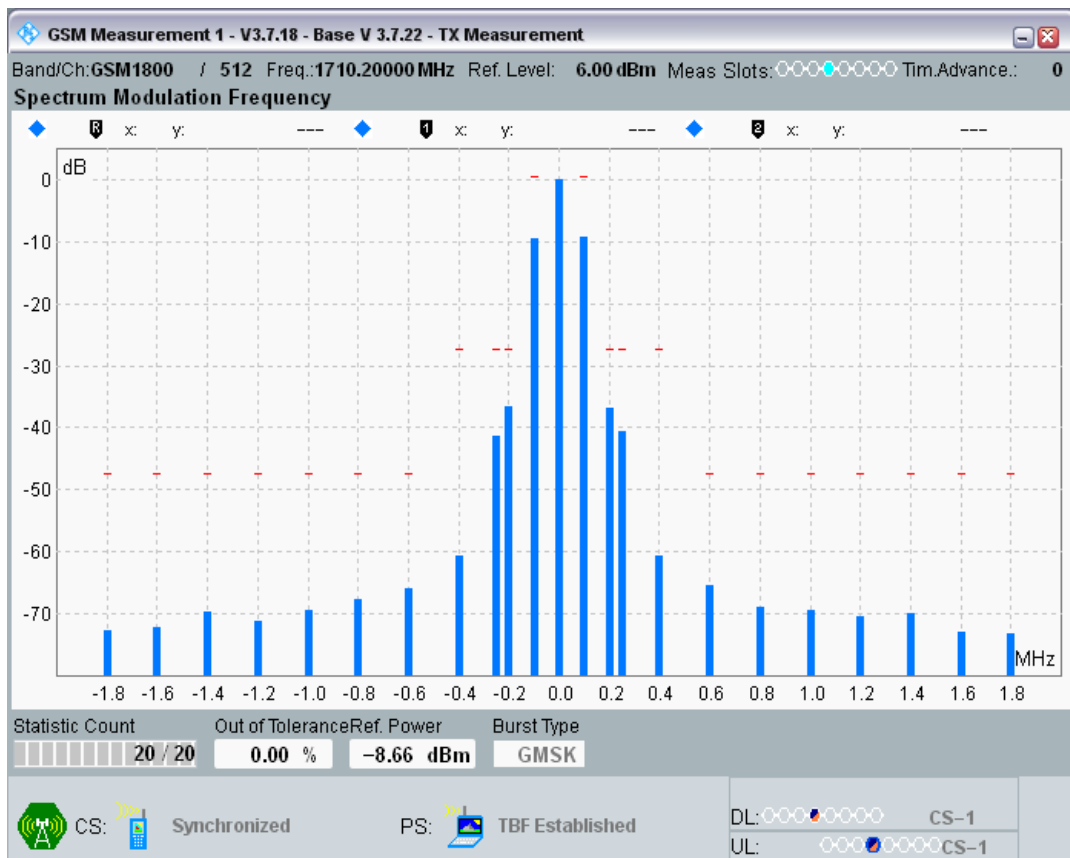 GSM Measurement 1 - V3.7.18 - Base V 3.7.22 - TX Measurement
Band/Ch:GSM1800 / 512 Freq.:1710.20000 MHz Ref. Level: 6.00 dBm Meas Slots: Tim.Advance.: 0
Spectrum Modulation Frequency
R x: y: --- 1 x: y: --- 2 x: y: ---
dB
0
-10
-20
-30
-40
-50
-60
-70
MHz
-1.8 -1.6 -1.4 -1.2 -1.0 -0.8 -0.6 -0.4 -0.2 0.0 0.2 0.4 0.6 0.8 1.0 1.2 1.4 1.6 1.8
Statistic Count Out of Tolerance Ref. Power Burst Type
20 / 20 0.00 % -8.66 dBm GMSK
CS: Synchronized PS: TBF Established DL: CS-1
UL: CS-1